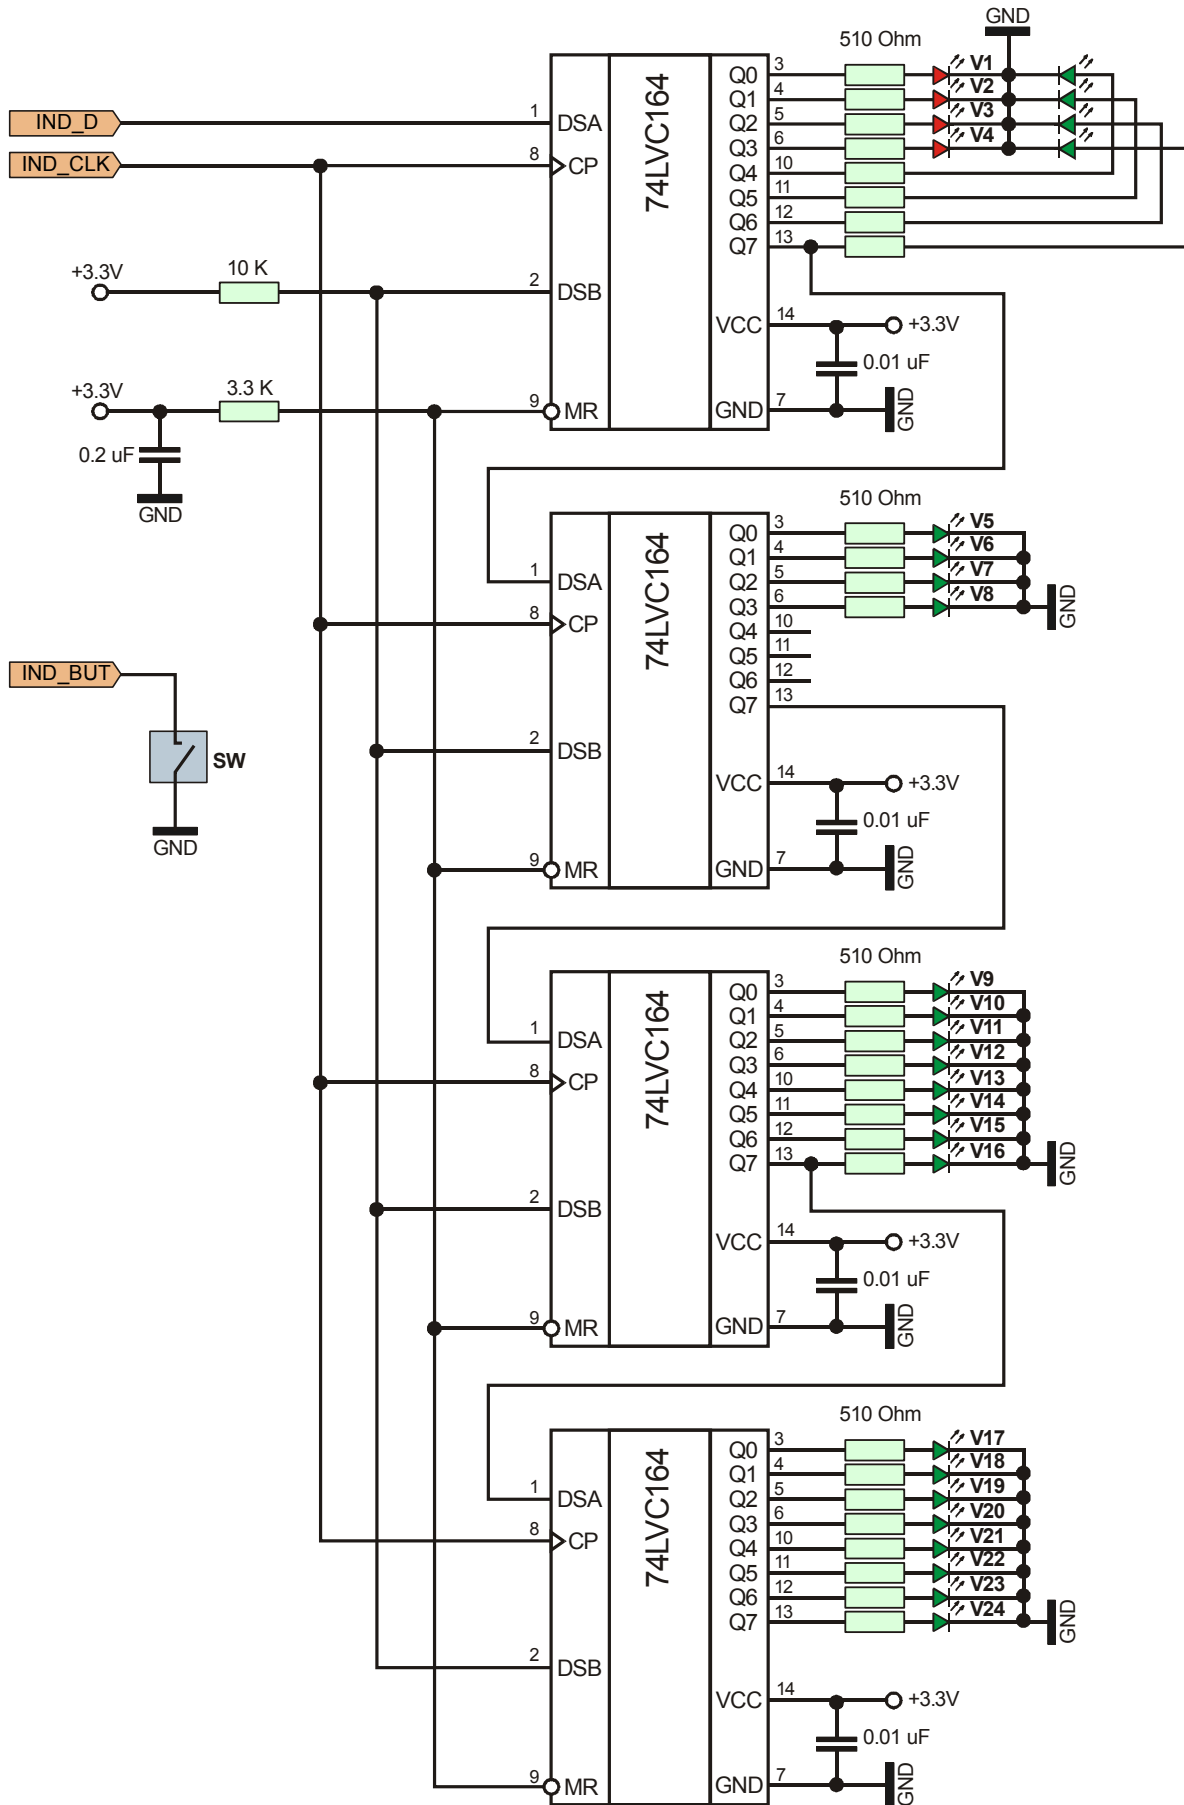 GND
510 Ohm
IND_D
IND_CLK
+3.3V
10 K
+3.3V
3.3 K
0.2 uF
GND
1 DSA
8 CP
2 DSB
9 MR
74LVC164
Q0 3 V1
Q1 4 V2
Q2 5 V3
Q3 6 V4
Q4 10
Q5 11
Q6 12
Q7 13
VCC 14 +3.3V
0.01 uF
GND 7 GND
510 Ohm
1 DSA
8 CP
2 DSB
9 MR
74LVC164
Q0 3 V5
Q1 4 V6
Q2 5 V7
Q3 6 V8
GND
Q4 10
Q5 11
Q6 12
Q7 13
VCC 14 +3.3V
0.01 uF
GND 7 GND
IND_BUT
SW
GND
510 Ohm
1 DSA
8 CP
2 DSB
9 MR
74LVC164
Q0 3 V9
Q1 4 V10
Q2 5 V11
Q3 6 V12
Q4 10 V13
Q5 11 V14
Q6 12 V15
Q7 13 V16
GND
VCC 14 +3.3V
0.01 uF
GND 7 GND
510 Ohm
1 DSA
8 CP
2 DSB
9 MR
74LVC164
Q0 3 V17
Q1 4 V18
Q2 5 V19
Q3 6 V20
Q4 10 V21
Q5 11 V22
Q6 12 V23
Q7 13 V24
GND
VCC 14 +3.3V
0.01 uF
GND 7 GND